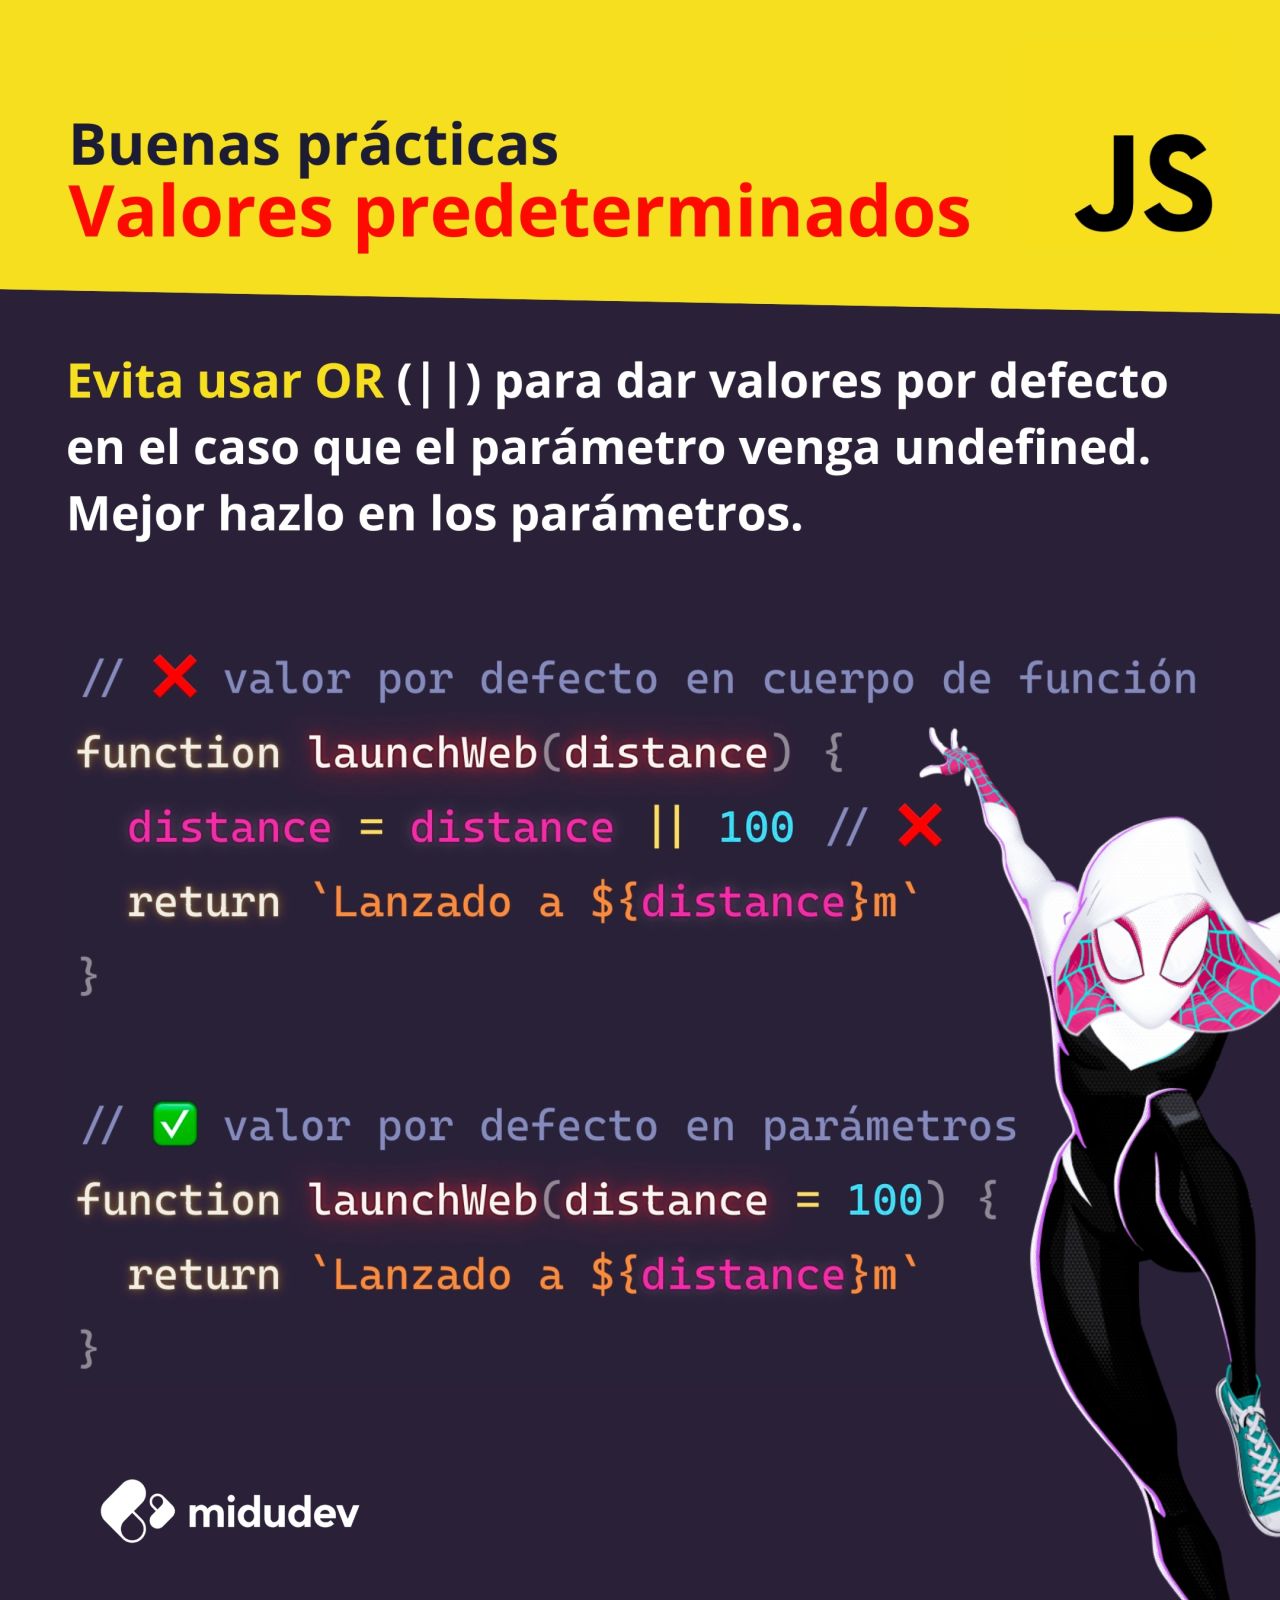 Buenas prácticas
Valores predeterminados
JS
Evita usar OR (||) para dar valores por defecto
en el caso que el parámetro venga undefined.
Mejor hazlo en los parámetros.
// ❌ valor por defecto en cuerpo de función
function launchWeb(distance) {
  distance = distance || 100 // ❌
  return `Lanzado a ${distance}m`
}
// ✅ valor por defecto en parámetros
function launchWeb(distance = 100) {
  return `Lanzado a ${distance}m`
}
midudev